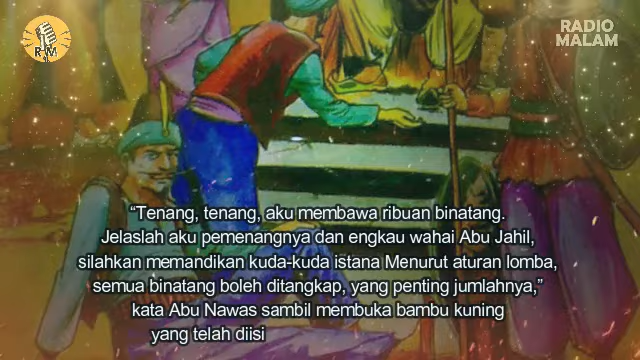 RM
RADIO
MALAM
“Tenang, tenang, aku membawa ribuan binatang.
Jelaslah aku pemenangnya dan engkau wahai Abu Jahil,
silahkan memandikan kuda-kuda istana Menurut aturan lomba,
semua binatang boleh ditangkap, yang penting jumlahnya,”
kata Abu Nawas sambil membuka bambu kuning
yang telah diisi